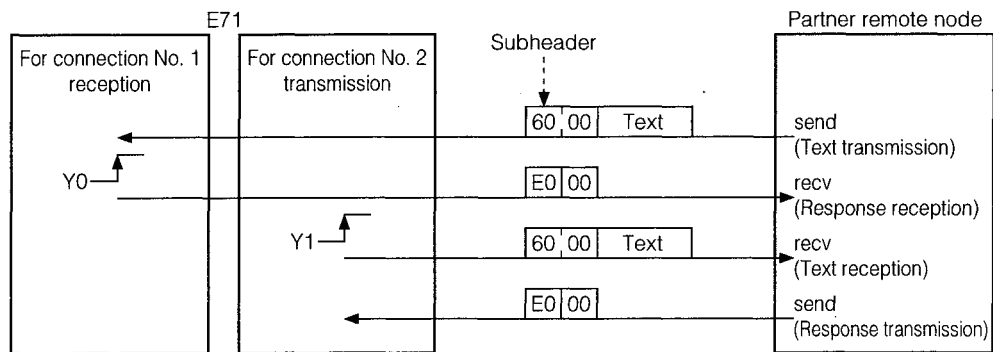 E71
Partner remote node
For connection No. 1
reception
For connection No. 2
transmission
Subheader
60 00 Text
send
(Text transmission)
Y0
E0 00
recv
(Response reception)
Y1
60 00 Text
recv
(Text reception)
E0 00
send
(Response transmission)